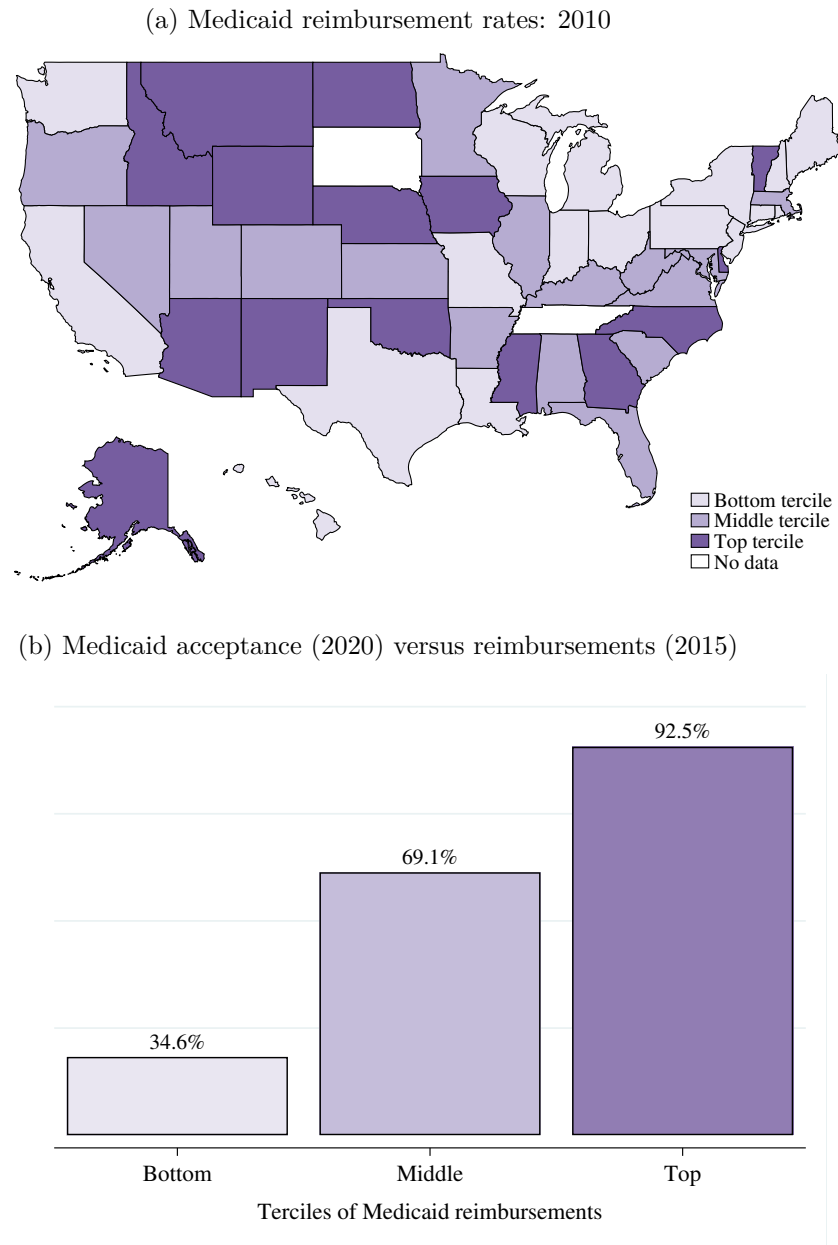 (a) Medicaid reimbursement rates: 2010
Bottom tercile
Middle tercile
Top tercile
No data
(b) Medicaid acceptance (2020) versus reimbursements (2015)
92.5%
69.1%
34.6%
Bottom Middle Top
Terciles of Medicaid reimbursements